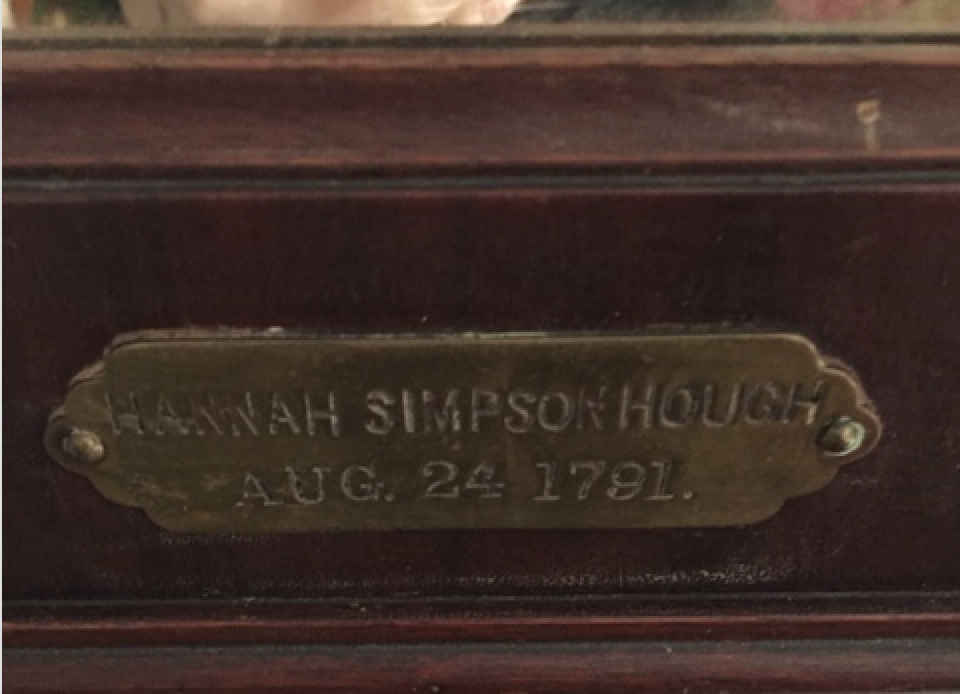 HANNAH SIMPSON HOUGH
AUG. 24 1791.